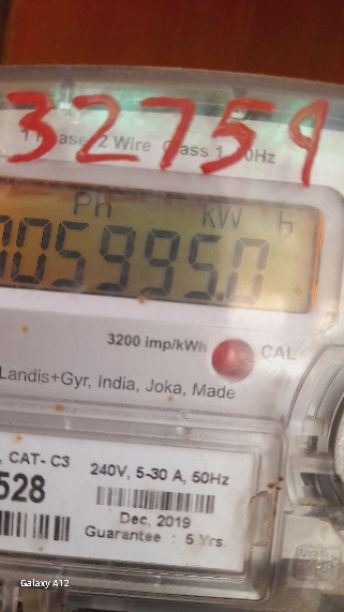 32759
1 Phase 2 Wire Class 1 50Hz
Ph kW h
005995.0
3200 imp/kWh CAL
Landis+Gyr, India, Joka, Made
, CAT- C3
528
240V, 5-30 A, 50Hz
Dec, 2019
Guarantee : 5 Yrs.
Galaxy A12